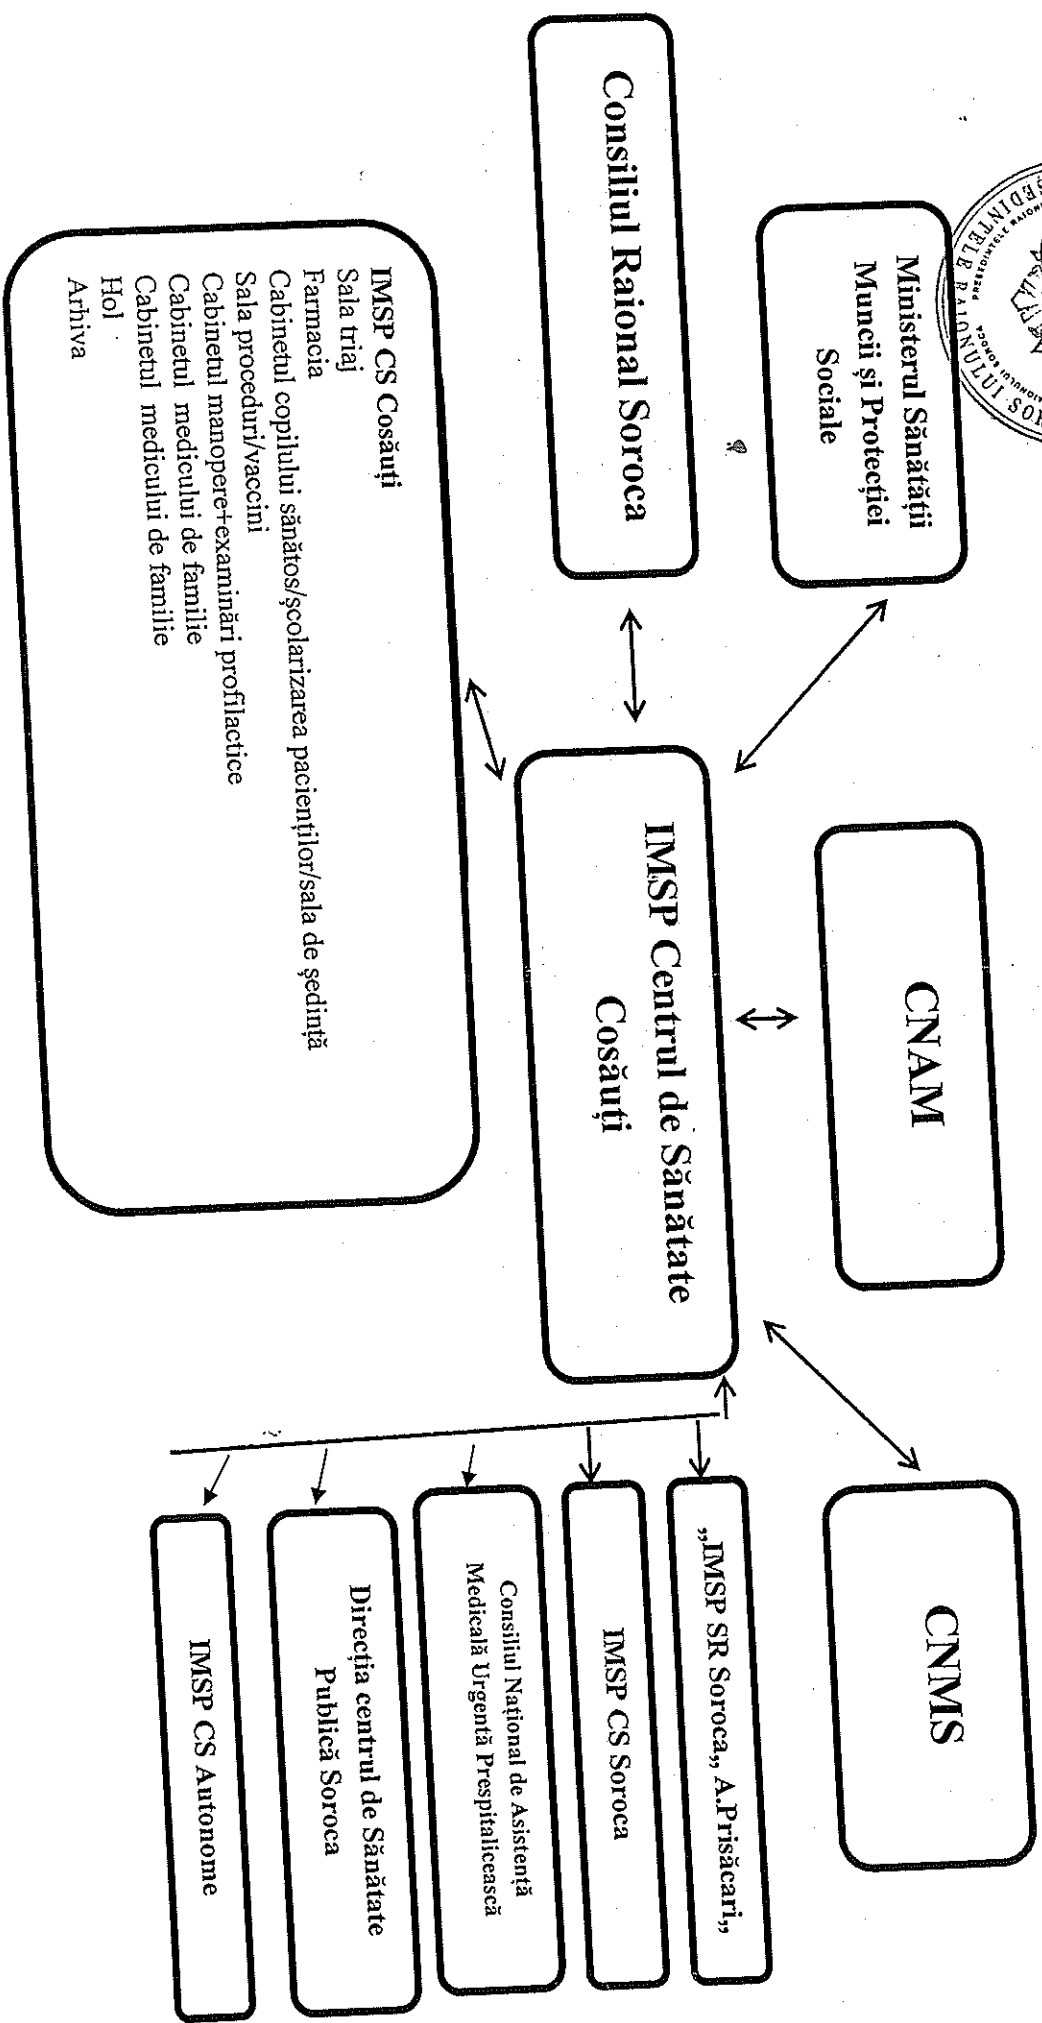 ȘEDINTELE RAIONULUI
PREȘEDINTELE
Ministerul Sănătății
Muncii și Protecției
Sociale
CNAM
CNMS
Consiliul Raional Soroca
IMSP Centrul de Sănătate
Cosăuți
„IMSP SR Soroca„ A.Prisăcari„
IMSP CS Soroca
Consiliul Național de Asistență
Medicală Urgentă Prespitalicească
Direcția centrul de Sănătate
Publică Soroca
IMSP CS Autonome
IMSP CS Cosăuți
Sala triaj
Farmacia
Cabinetul copilului sănătos/școlarizarea pacienților/sala de ședință
Sala proceduri/vaccini
Cabinetul manopere+examinări profilactice
Cabinetul medicului de familie
Cabinetul medicului de familie
Hol
Arhiva